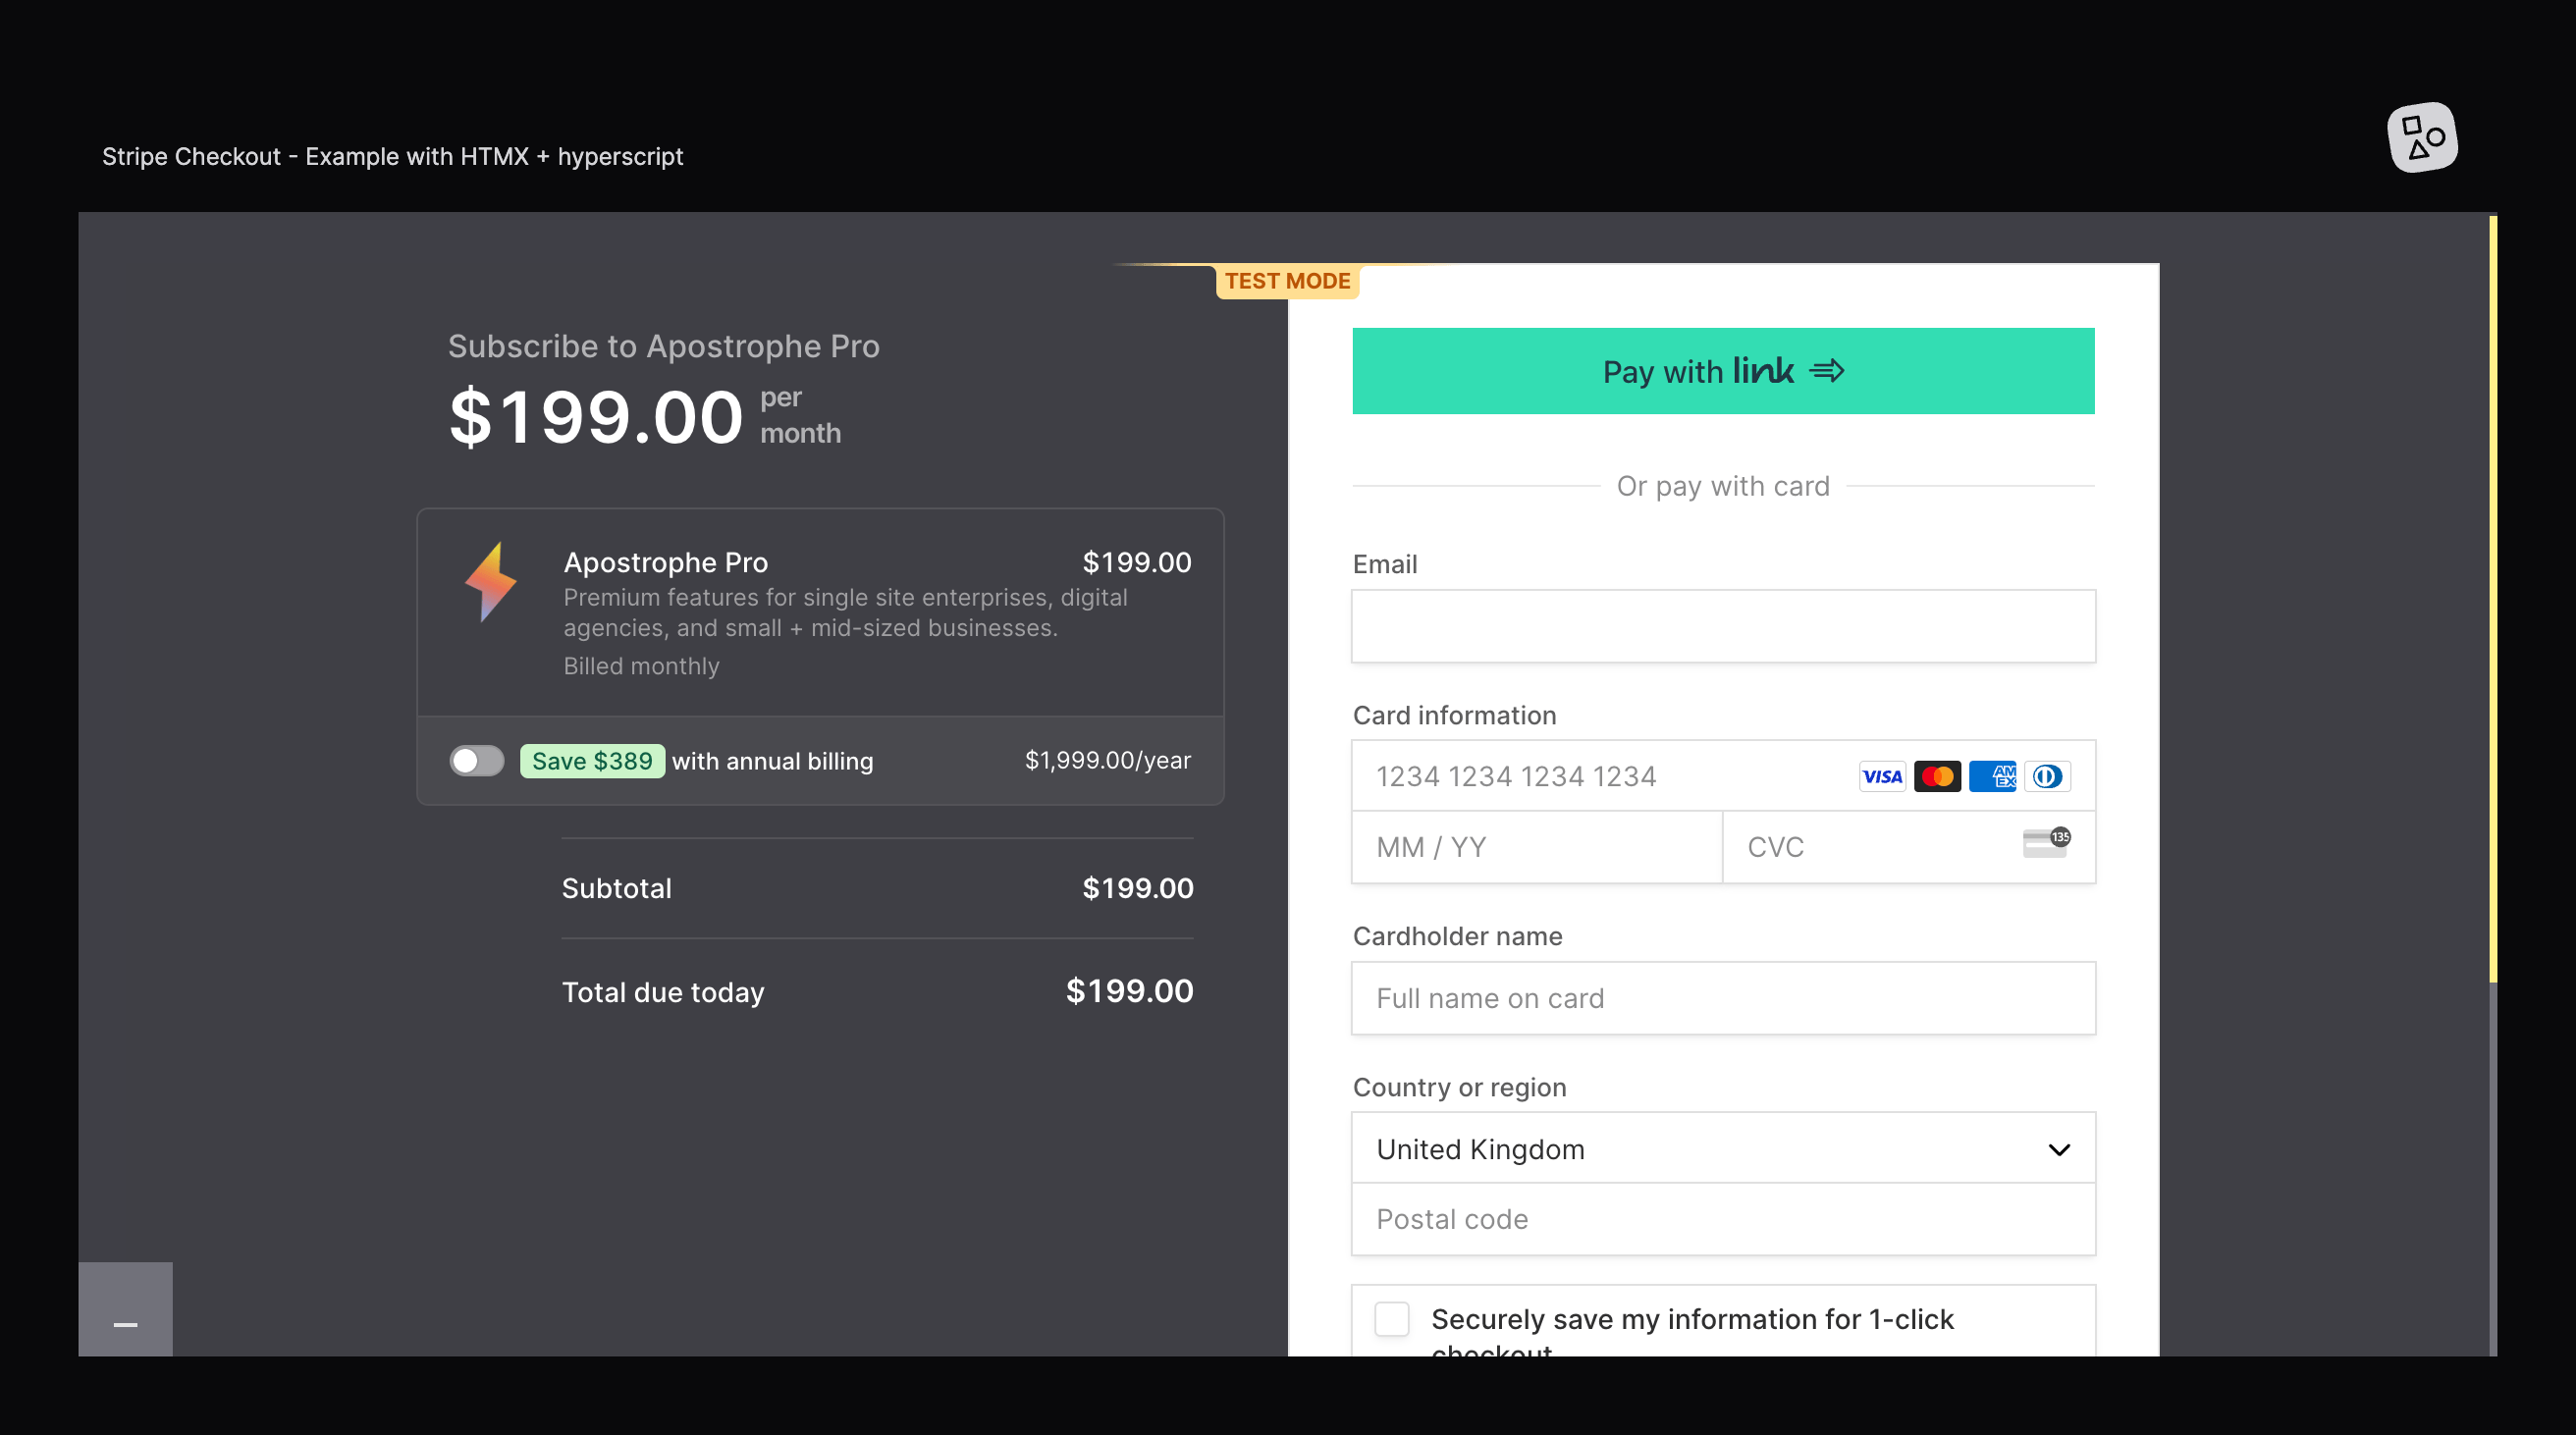 Stripe Checkout - Example with HTMX + hyperscript
TEST MODE
Subscribe to Apostrophe Pro
$199.00 per
month
Apostrophe Pro $199.00
Premium features for single site enterprises, digital
agencies, and small + mid-sized businesses.
Billed monthly
Save $389 with annual billing $1,999.00/year
Subtotal $199.00
Total due today $199.00
Pay with link
Or pay with card
Email
Card information
1234 1234 1234 1234 VISA AM
EX
MM / YY CVC 135
Cardholder name
Full name on card
Country or region
United Kingdom
Postal code
Securely save my information for 1-click
checkout